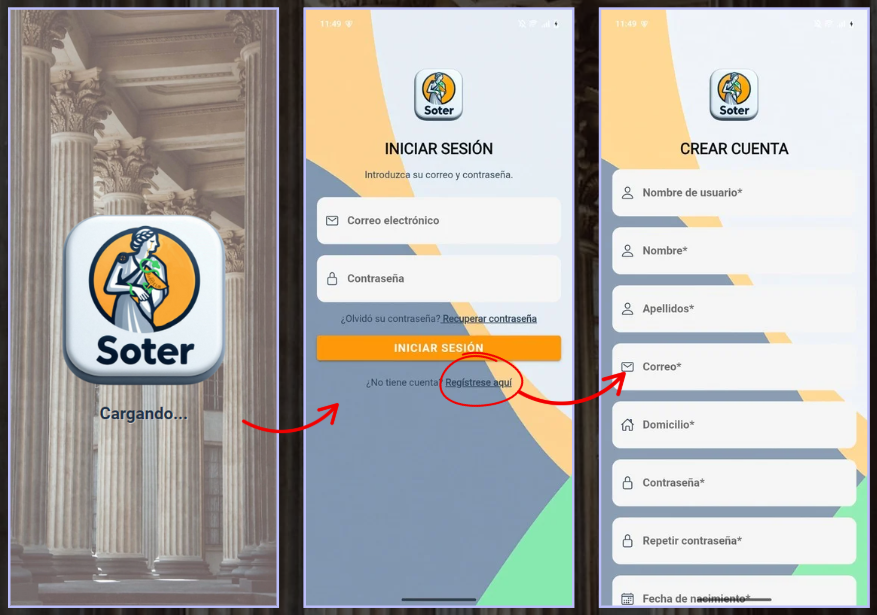 Soter
Cargando...
11:49
Soter
INICIAR SESIÓN
Introduzca su correo y contraseña.
Correo electrónico
Contraseña
¿Olvidó su contraseña? Recuperar contraseña
INICIAR SESIÓN
¿No tiene cuenta? Regístrese aquí
11:49
Soter
CREAR CUENTA
Nombre de usuario*
Nombre*
Apellidos*
Correo*
Domicilio*
Contraseña*
Repetir contraseña*
Fecha de nacimiento*